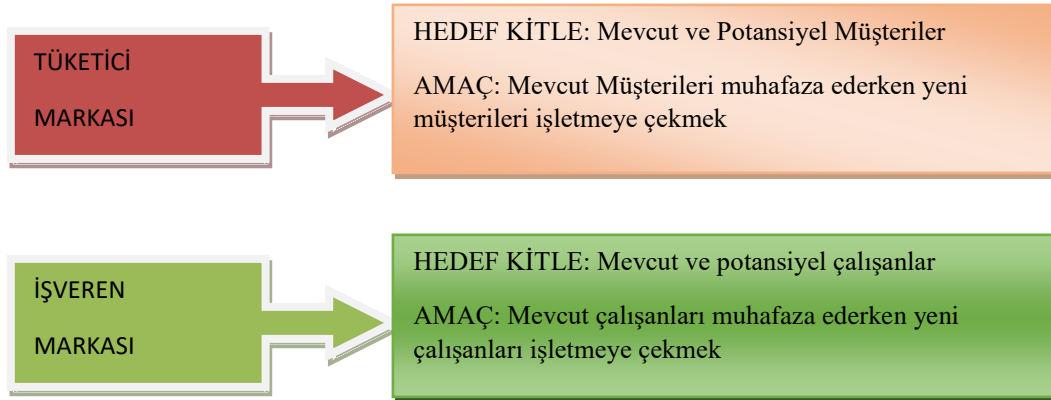 TÜKETİCİ
MARKASI
HEDEF KİTLE: Mevcut ve Potansiyel Müşteriler
AMAÇ: Mevcut Müşterileri muhafaza ederken yeni
müşterileri işletmeye çekmek
İŞVEREN
MARKASI
HEDEF KİTLE: Mevcut ve potansiyel çalışanlar
AMAÇ: Mevcut çalışanları muhafaza ederken yeni
çalışanları işletmeye çekmek